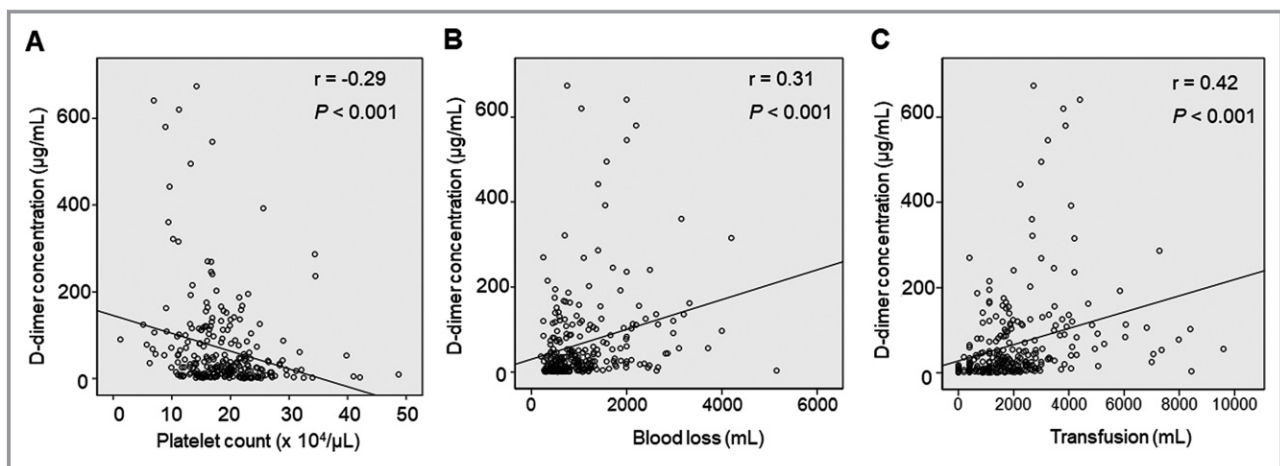 A
r = -0.29
P < 0.001
D-dimer concentration (µg/mL)
600
400
200
0
0 10 20 30 40 50
Platelet count (x 10⁴/µL)
B
r = 0.31
P < 0.001
D-dimer concentration (µg/mL)
600
400
200
0
0 2000 4000 6000
Blood loss (mL)
C
r = 0.42
P < 0.001
D-dimer concentration (µg/mL)
600
400
200
0
0 2000 4000 6000 8000 10000
Transfusion (mL)